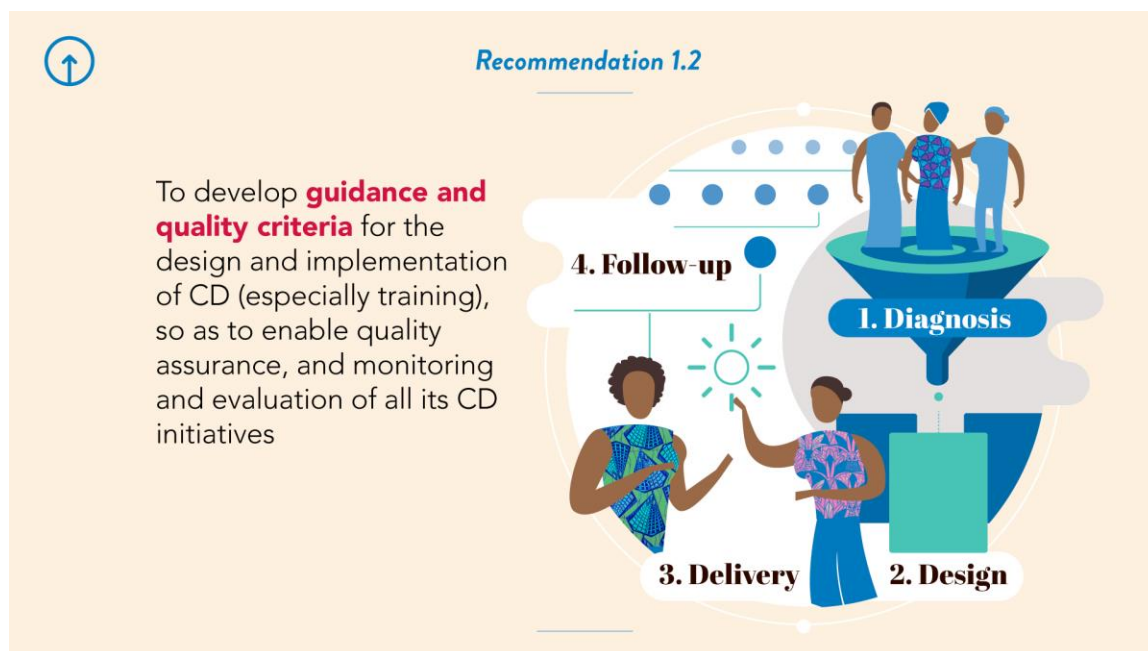 Recommendation 1.2
To develop guidance and
quality criteria for the
design and implementation
of CD (especially training),
so as to enable quality
assurance, and monitoring
and evaluation of all its CD
initiatives
1. Diagnosis
2. Design
3. Delivery
4. Follow-up